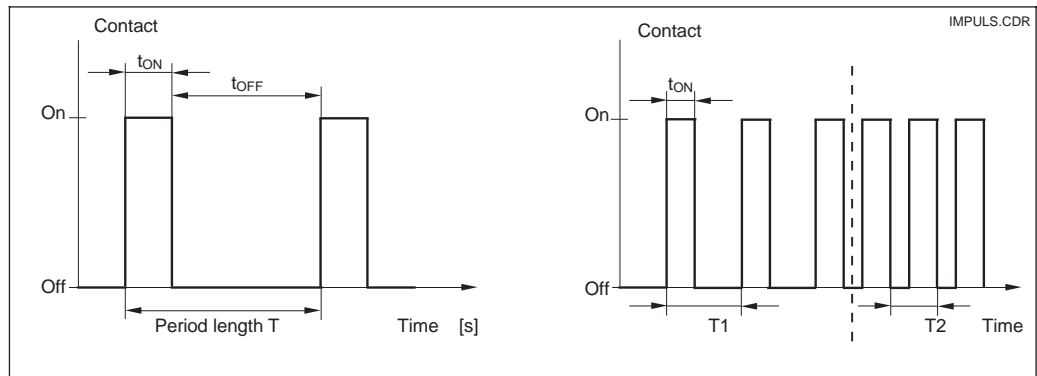 Contact
tON
tOFF
On
Off
Period length T
Time [s]
IMPULS.CDR
Contact
tON
On
Off
T1
T2
Time